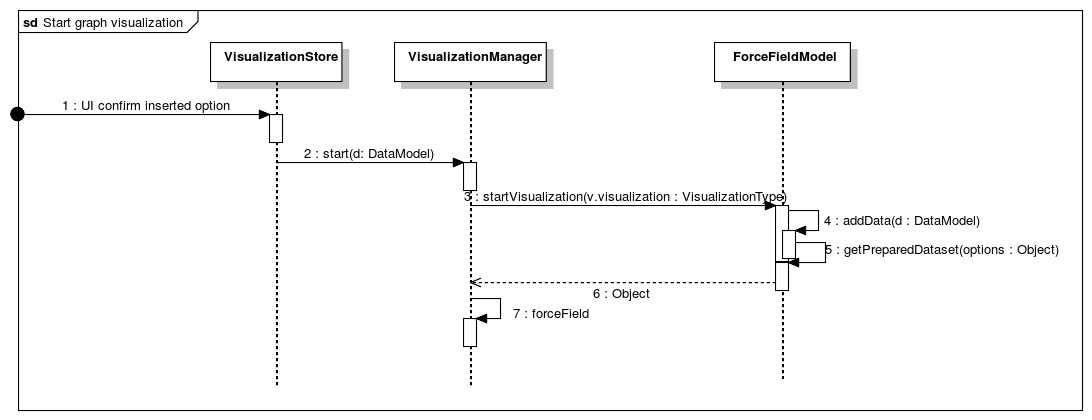 sd Start graph visualization
VisualizationStore
VisualizationManager
ForceFieldModel
1 : UI confirm inserted option
2 : start(d: DataModel)
3 : startVisualization(v.visualization : VisualizationType)
4 : addData(d : DataModel)
5 : getPreparedDataset(options : Object)
6 : Object
7 : forceField